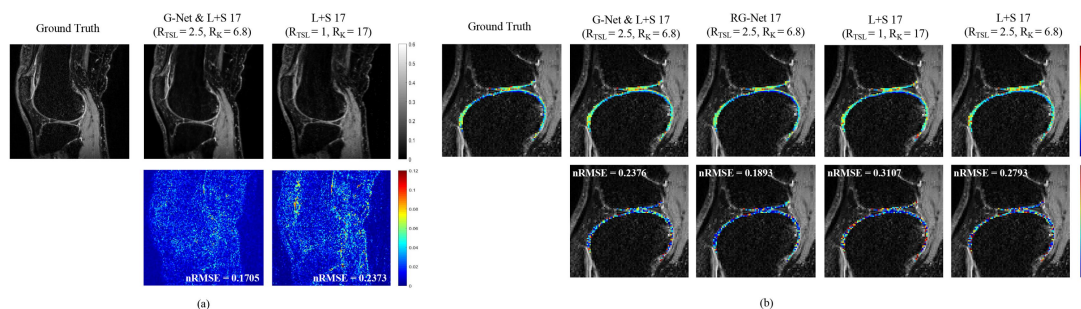 Ground Truth
G-Net & L+S 17
(R_TSL = 2.5, R_K = 6.8)
L+S 17
(R_TSL = 1, R_K = 17)
0.6
0.5
0.4
0.3
0.2
0.1
0
0.12
0.10
0.08
0.06
0.04
0.02
0
nRMSE = 0.1705
nRMSE = 0.2373
(a)
Ground Truth
G-Net & L+S 17
(R_TSL = 2.5, R_K = 6.8)
RG-Net 17
(R_TSL = 2.5, R_K = 6.8)
L+S 17
(R_TSL = 1, R_K = 17)
L+S 17
(R_TSL = 2.5, R_K = 6.8)
nRMSE = 0.2376
nRMSE = 0.1893
nRMSE = 0.3107
nRMSE = 0.2793
(b)